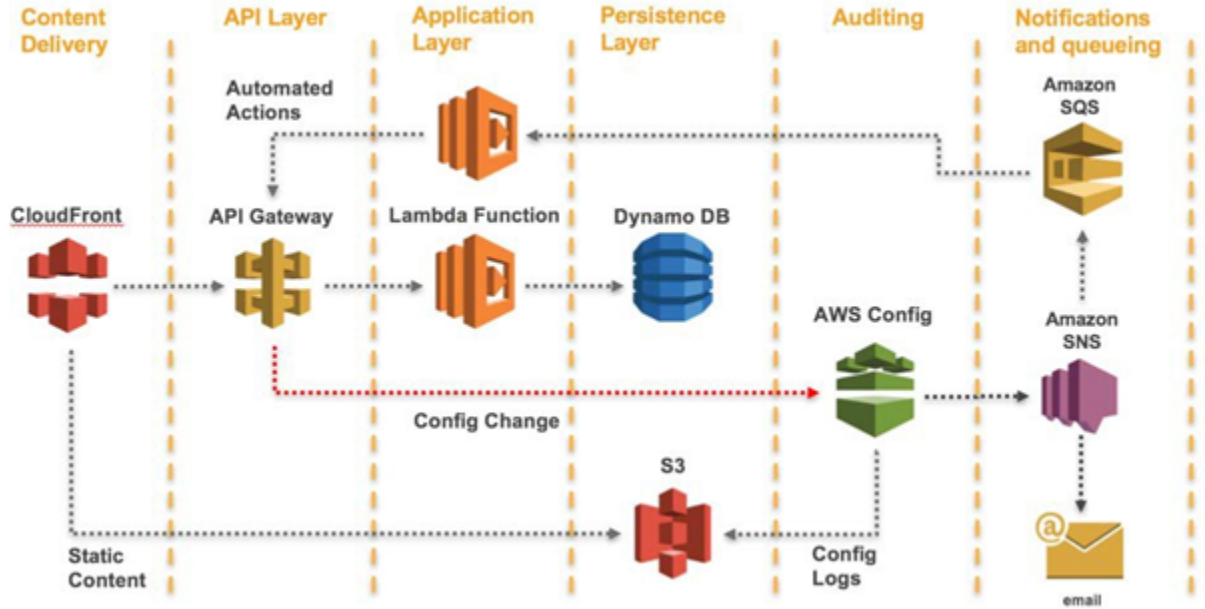 Content
Delivery
API Layer
Application
Layer
Persistence
Layer
Auditing
Notifications
and queueing
Automated
Actions
Amazon
SQS
CloudFront
API Gateway
Lambda Function
Dynamo DB
AWS Config
Amazon
SNS
Config Change
S3
Static
Content
Config
Logs
@
email